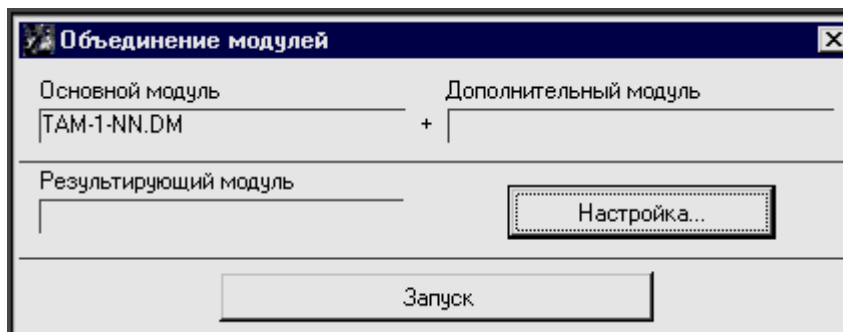 Объединение модулей
Основной модуль
Дополнительный модуль
TAM-1-NN.DM
+
Результирующий модуль
Настройка...
Запуск